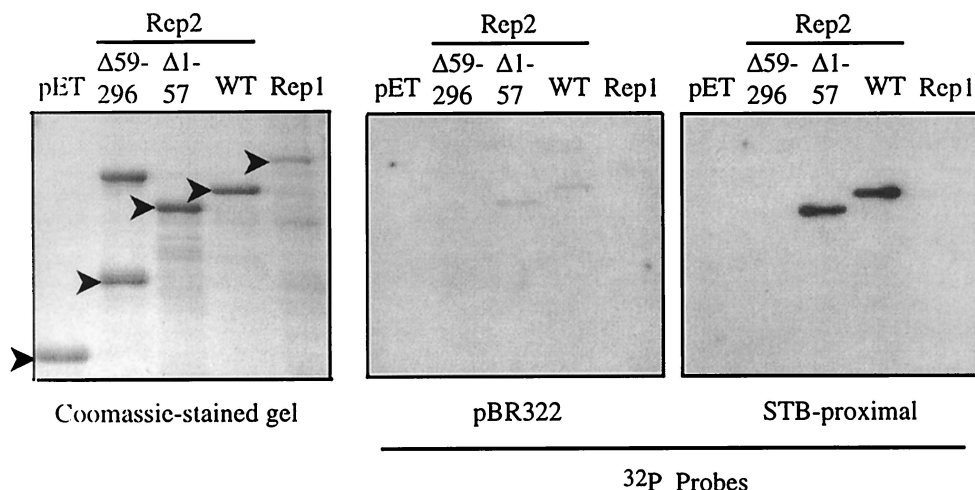 Rep2
Δ59- Δ1-
pET 296 57 WT Rep1
Rep2
Δ59- Δ1-
pET 296 57 WT Rep1
Rep2
Δ59- Δ1-
pET 296 57 WT Rep1
Coomassic-stained gel
pBR322
STB-proximal
32P Probes